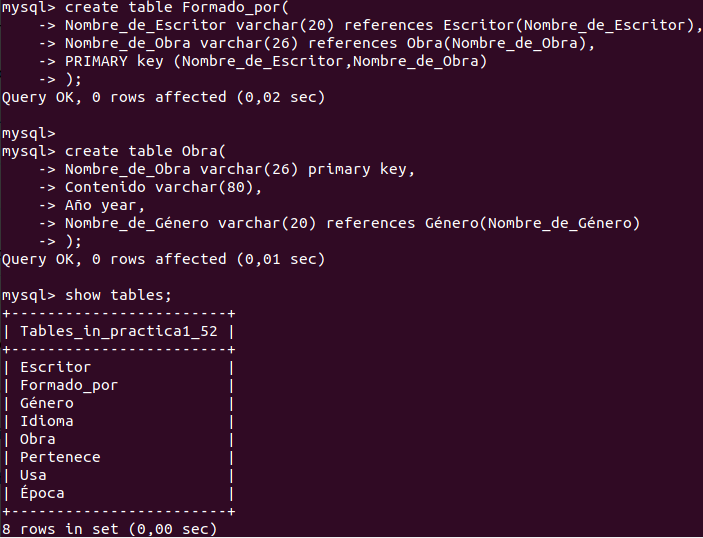 mysql> create table Formado_por(
    -> Nombre_de_Escritor varchar(20) references Escritor(Nombre_de_Escritor),
    -> Nombre_de_Obra varchar(26) references Obra(Nombre_de_Obra),
    -> PRIMARY key (Nombre_de_Escritor,Nombre_de_Obra)
    -> );
Query OK, 0 rows affected (0,02 sec)

mysql>
mysql> create table Obra(
    -> Nombre_de_Obra varchar(26) primary key,
    -> Contenido varchar(80),
    -> Año year,
    -> Nombre_de_Género varchar(20) references Género(Nombre_de_Género)
    -> );
Query OK, 0 rows affected (0,01 sec)

mysql> show tables;
+------------------------+
| Tables_in_practica1_52 |
+------------------------+
| Escritor               |
| Formado_por            |
| Género                 |
| Idioma                 |
| Obra                   |
| Pertenece              |
| Usa                    |
| Época                  |
+------------------------+
8 rows in set (0,00 sec)